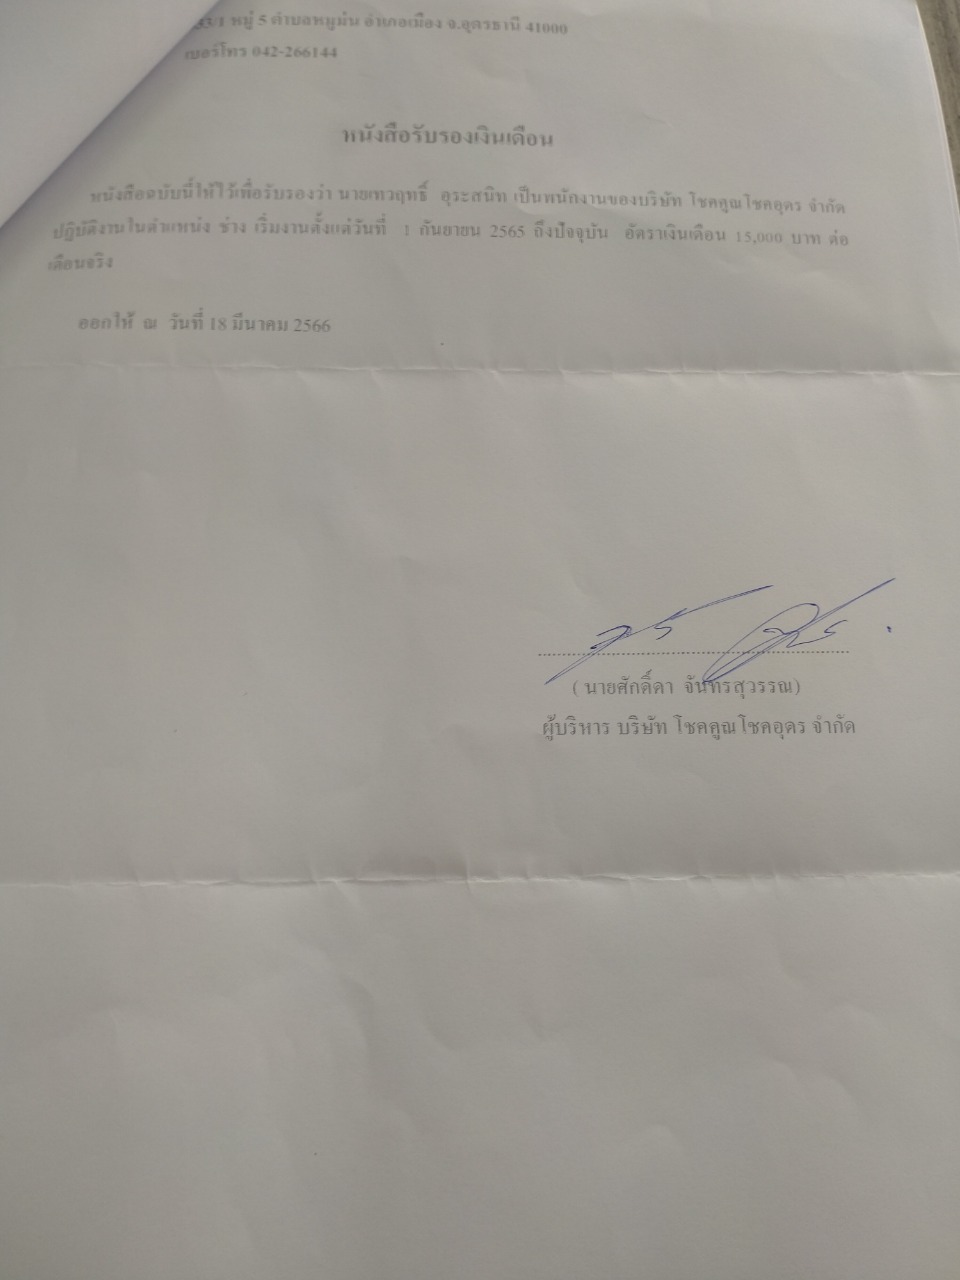 33/1 หมู่ 5 ตำบลหมูม่น อำเภอเมือง จ.อุดรธานี 41000
เบอร์โทร 042-266144
หนังสือรับรองเงินเดือน
หนังสือฉบับนี้ให้ไว้เพื่อรับรองว่า นายเทวฤทธิ์ อุระสนิท เป็นพนักงานของบริษัท โชคคูณโชคอุดร จำกัด
ปฏิบัติงานในตำแหน่ง ช่าง เริ่มงานตั้งแต่วันที่ 1 กันยายน 2565 ถึงปัจจุบัน อัตราเงินเดือน 15,000 บาท ต่อ
เดือนจริง
ออกให้ ณ วันที่ 18 มีนาคม 2566
( นายศักดิ์ดา จันทรสุวรรณ)
ผู้บริหาร บริษัท โชคคูณโชคอุดร จำกัด